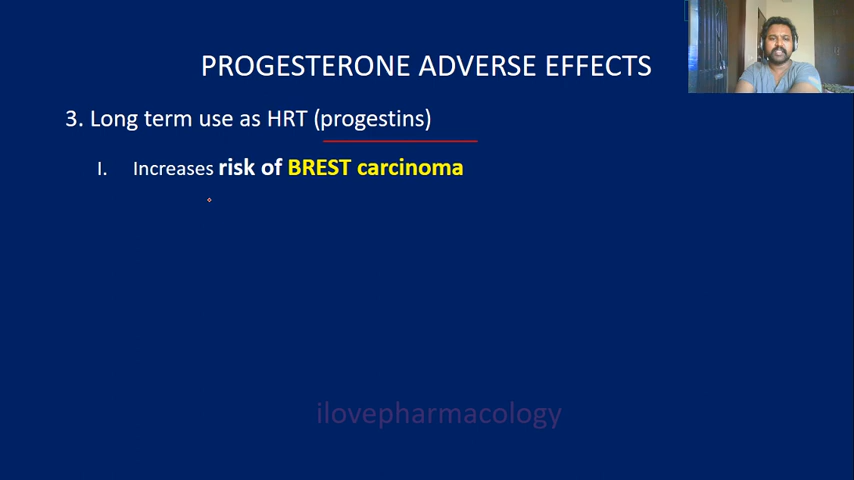 PROGESTERONE ADVERSE EFFECTS
3. Long term use as HRT (progestins)
I. Increases risk of BREST carcinoma
ilovepharmacology